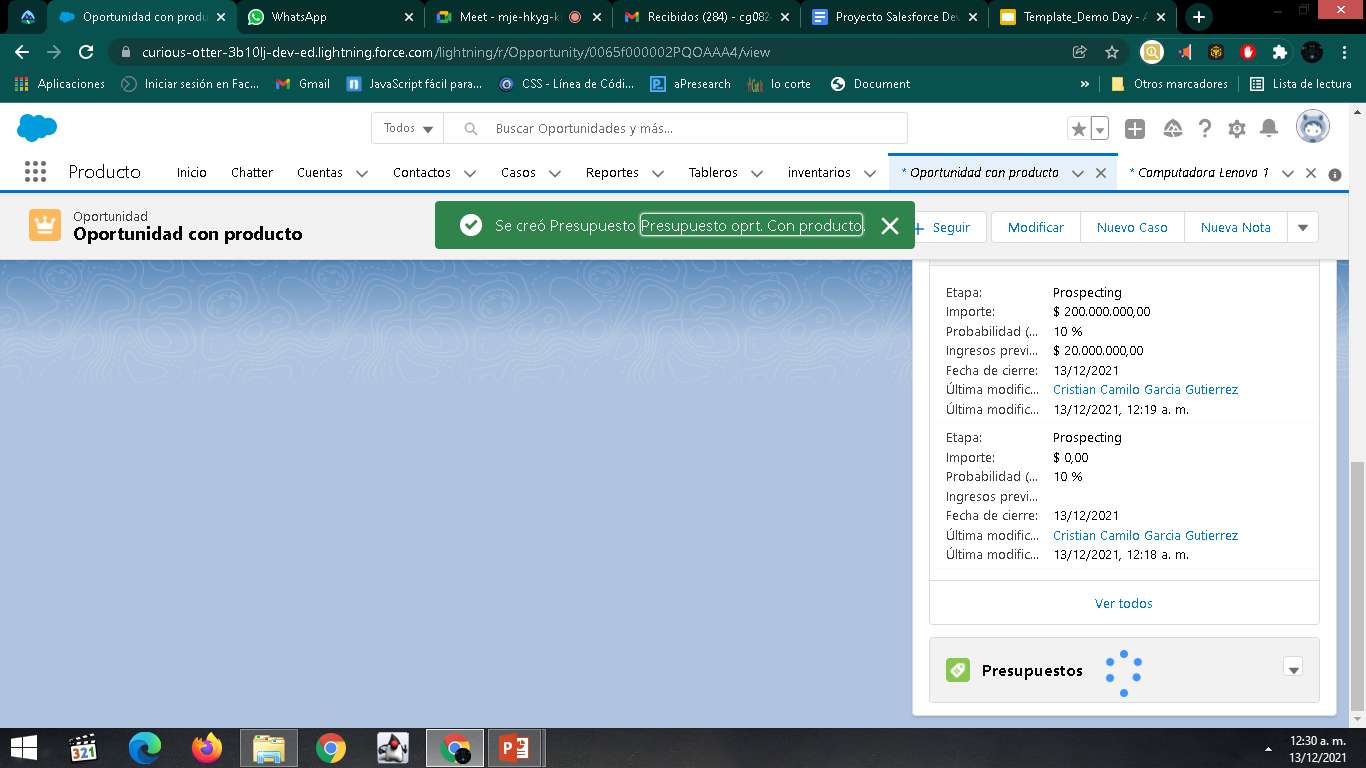 Oportunidad con produ
WhatsApp
Meet - mje-hkyg-k
Recibidos (284) - cg082
Proyecto Salesforce Dev
Template_Demo Day - A
curious-otter-3b10lj-dev-ed.lightning.force.com/lightning/r/Opportunity/0065f000002PQOAAA4/view
Aplicaciones
Iniciar sesión en Fac...
Gmail
JavaScript fácil para...
CSS - Línea de Códi...
aPresearch
lo corte
Document
»
Otros marcadores
Lista de lectura
Todos
Buscar Oportunidades y más...
Producto
Inicio
Chatter
Cuentas
Contactos
Casos
Reportes
Tableros
inventarios
* Oportunidad con producto
* Computadora Lenovo 1
Oportunidad
Oportunidad con producto
Se creó Presupuesto Presupuesto oprt. Con producto.
Seguir
Modificar
Nuevo Caso
Nueva Nota
Etapa: Prospecting
Importe: $ 200.000.000,00
Probabilidad (... 10 %
Ingresos previ... $ 20.000.000,00
Fecha de cierre: 13/12/2021
Última modific... Cristian Camilo Garcia Gutierrez
Última modific... 13/12/2021, 12:19 a. m.
Etapa: Prospecting
Importe: $ 0,00
Probabilidad (... 10 %
Ingresos previ...
Fecha de cierre: 13/12/2021
Última modific... Cristian Camilo Garcia Gutierrez
Última modific... 13/12/2021, 12:18 a. m.
Ver todos
Presupuestos
321
12:30 a. m.
13/12/2021